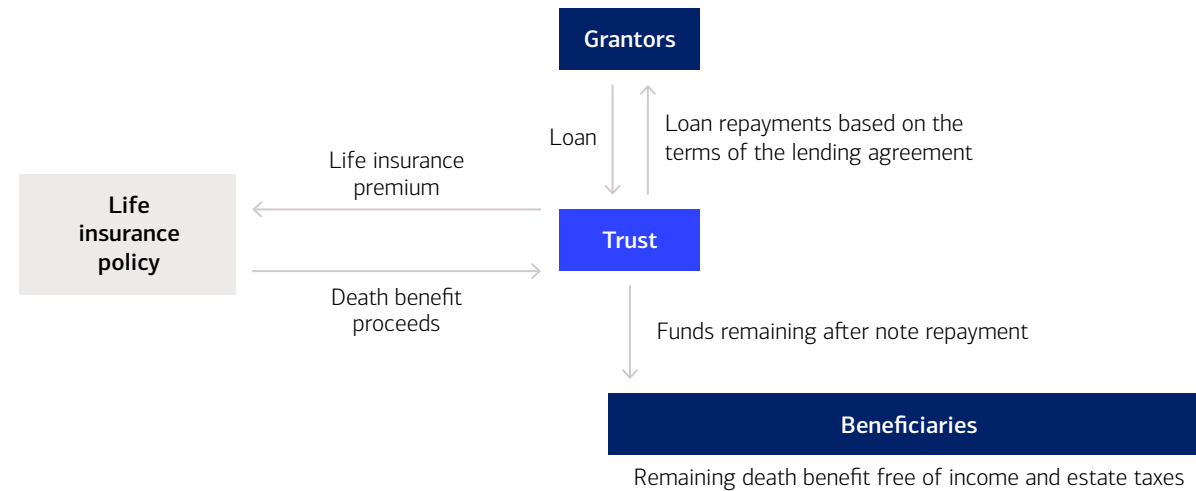 Grantors
Loan
Loan repayments based on the
terms of the lending agreement
Life insurance
premium
Life
insurance
policy
Trust
Death benefit
proceeds
Funds remaining after note repayment
Beneficiaries
Remaining death benefit free of income and estate taxes